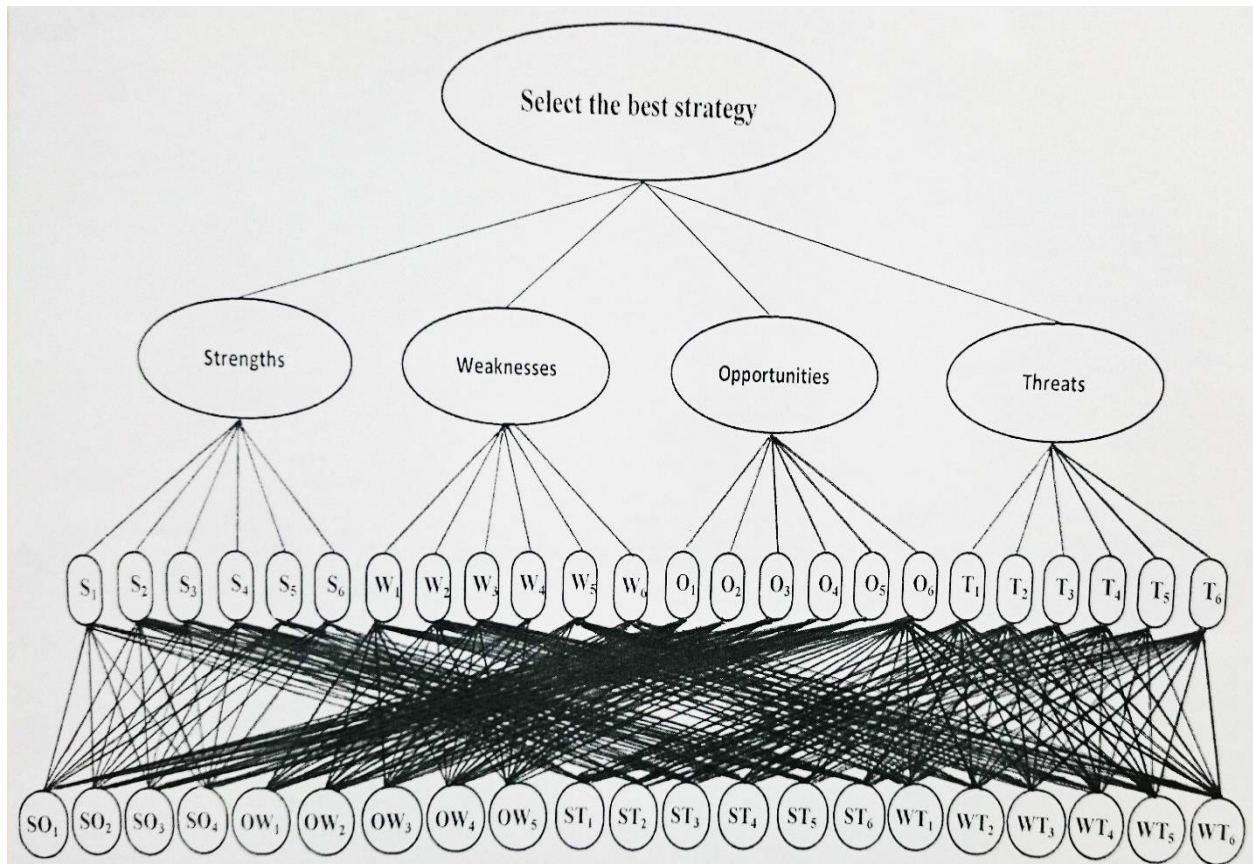 Select the best strategy
Strengths Weaknesses Opportunities Threats
S₁ S₂ S₃ S₄ S₅ S₆ W₁ W₂ W₃ W₄ W₅ W₆ O₁ O₂ O₃ O₄ O₅ O₆ T₁ T₂ T₃ T₄ T₅ T₆
SO₁ SO₂ SO₃ SO₄ OW₁ OW₂ OW₃ OW₄ OW₅ ST₁ ST₂ ST₃ ST₄ ST₅ ST₆ WT₁ WT₂ WT₃ WT₄ WT₅ WT₆